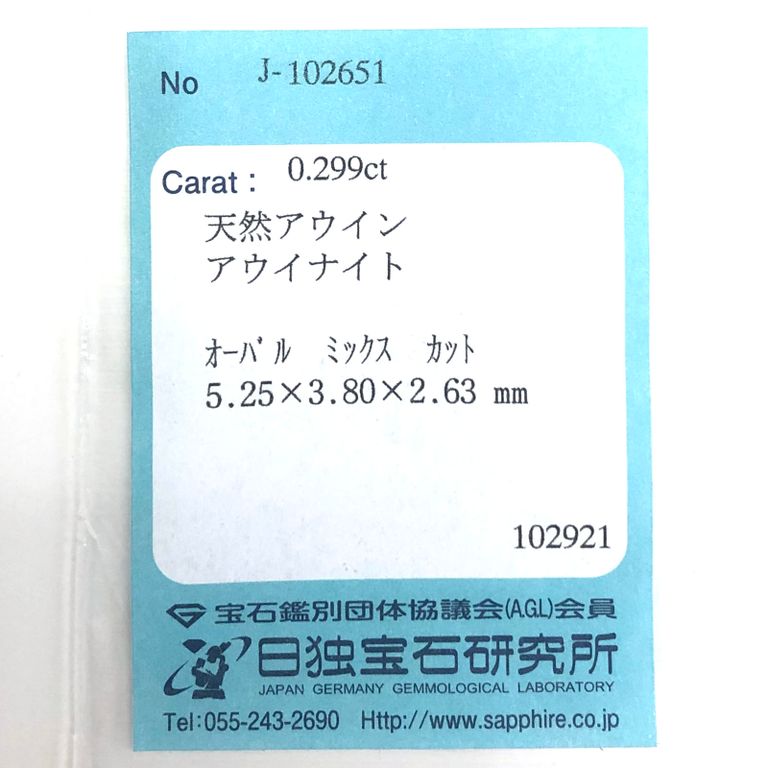 No J-102651
Carat : 0.299ct
天然アウイン
アウイナイト
ｵｰﾊﾞﾙ ﾐｯｸｽ ｶｯﾄ
5.25×3.80×2.63 mm
102921
宝石鑑別団体協議会(A.G.L)会員
日独宝石研究所
JAPAN GERMANY GEMMOLOGICAL LABORATORY
Tel:055-243-2690 Http://www.sapphire.co.jp